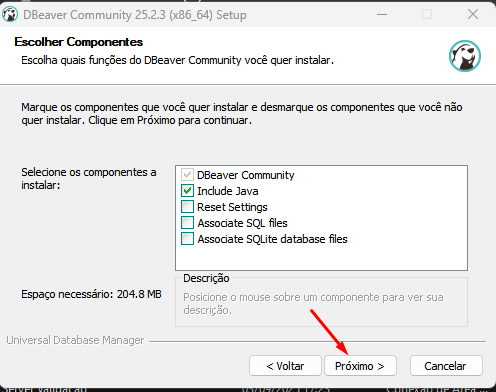 DBeaver Community 25.2.3 (x86_64) Setup
Escolher Componentes
Escolha quais funções do DBeaver Community você quer instalar.
Marque os componentes que você quer instalar e desmarque os componentes que você não
quer instalar. Clique em Próximo para continuar.
Selecione os componentes a
instalar:
DBeaver Community
Include Java
Reset Settings
Associate SQL files
Associate SQLite database files
Espaço necessário: 204.8 MB
Descrição
Posicione o mouse sobre um componente para ver sua
descrição.
Universal Database Manager
< Voltar
Próximo >
Cancelar